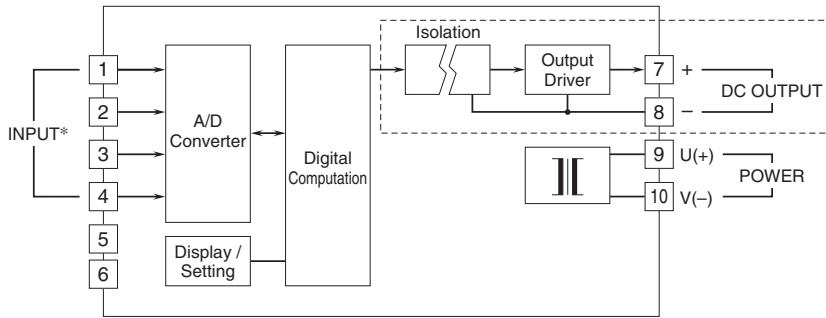 Isolation
1
2
3
4
5
6
INPUT*
A/D
Converter
Digital
Computation
Display /
Setting
Output
Driver
7 +
8 –
DC OUTPUT
9 U(+)
10 V(–)
POWER